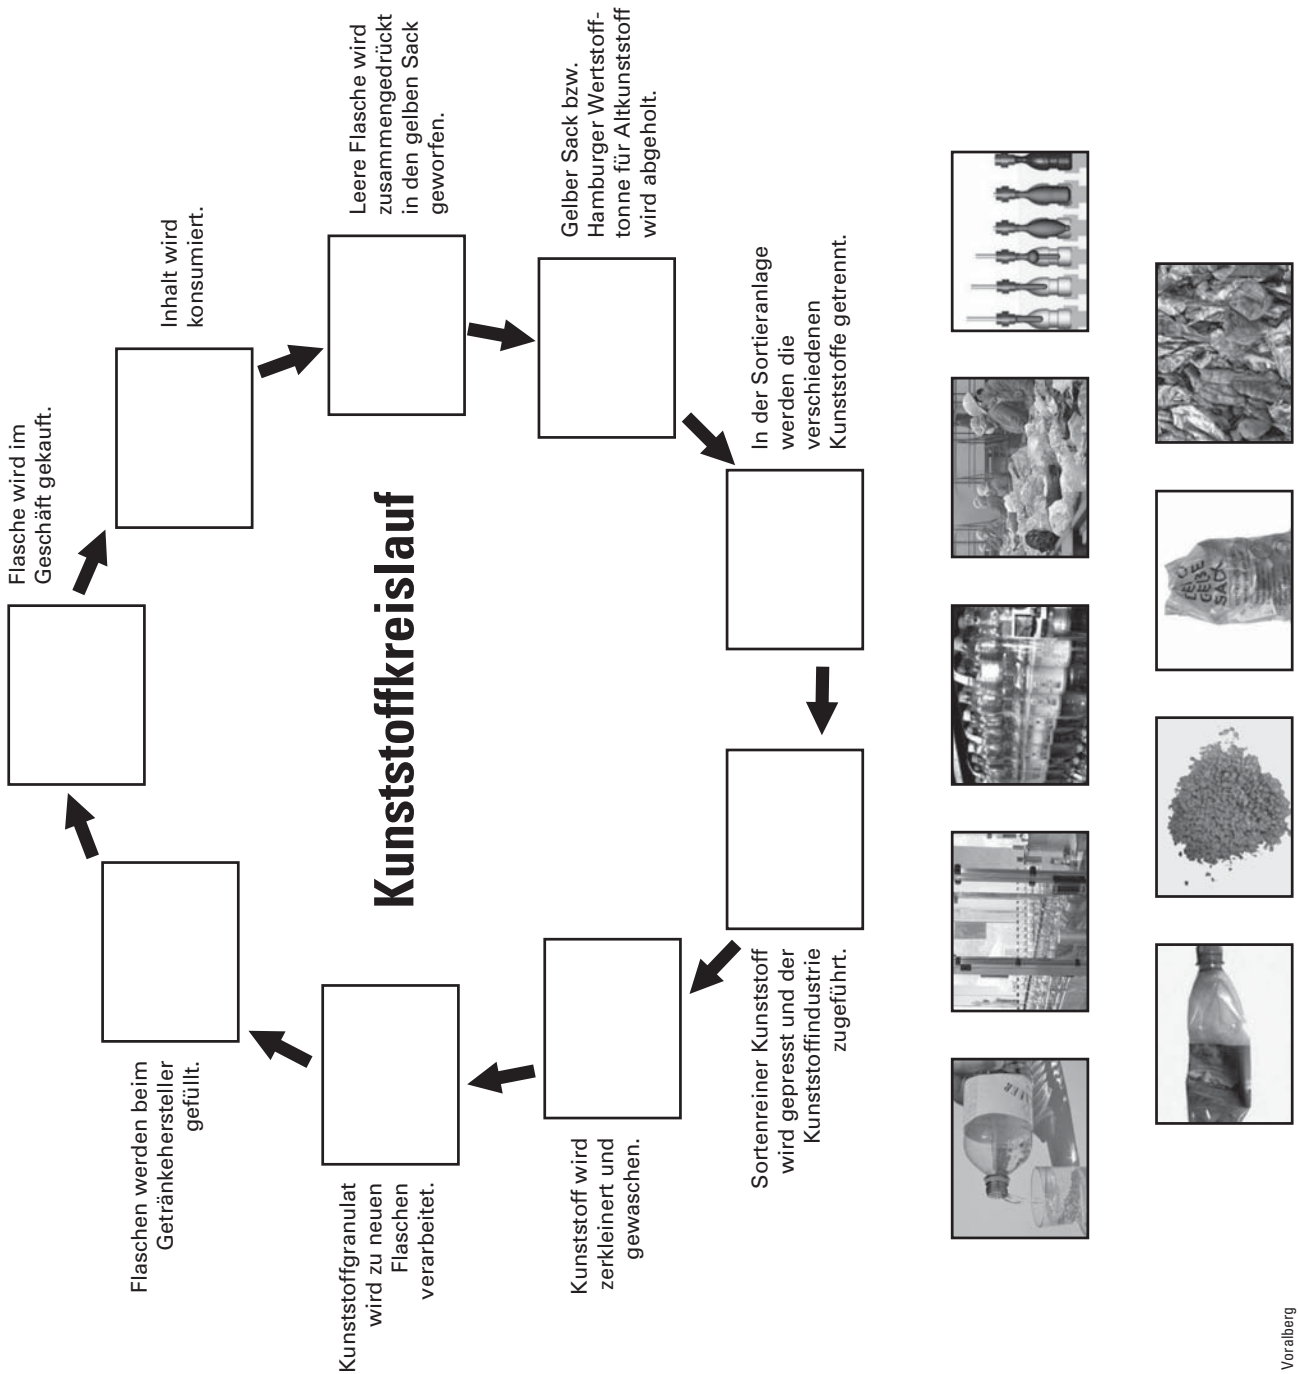 Flasche wird im
Geschäft gekauft.
Inhalt wird
konsumiert.
Leere Flasche wird
zusammengedrückt
in den gelben Sack
geworfen.
Gelber Sack bzw.
Hamburger Wertstoff-
tonne für Altkunststoff
wird abgeholt.
In der Sortieranlage
werden die
verschiedenen
Kunststoffe getrennt.
Sortenreiner Kunststoff
wird gepresst und der
Kunststoffindustrie
zugeführt.
Kunststoff wird
zerkleinert und
gewaschen.
Kunststoffgranulat
wird zu neuen
Flaschen
verarbeitet.
Flaschen werden beim
Getränkehersteller
gefüllt.
Kunststoffkreislauf
SACK
Voralberg